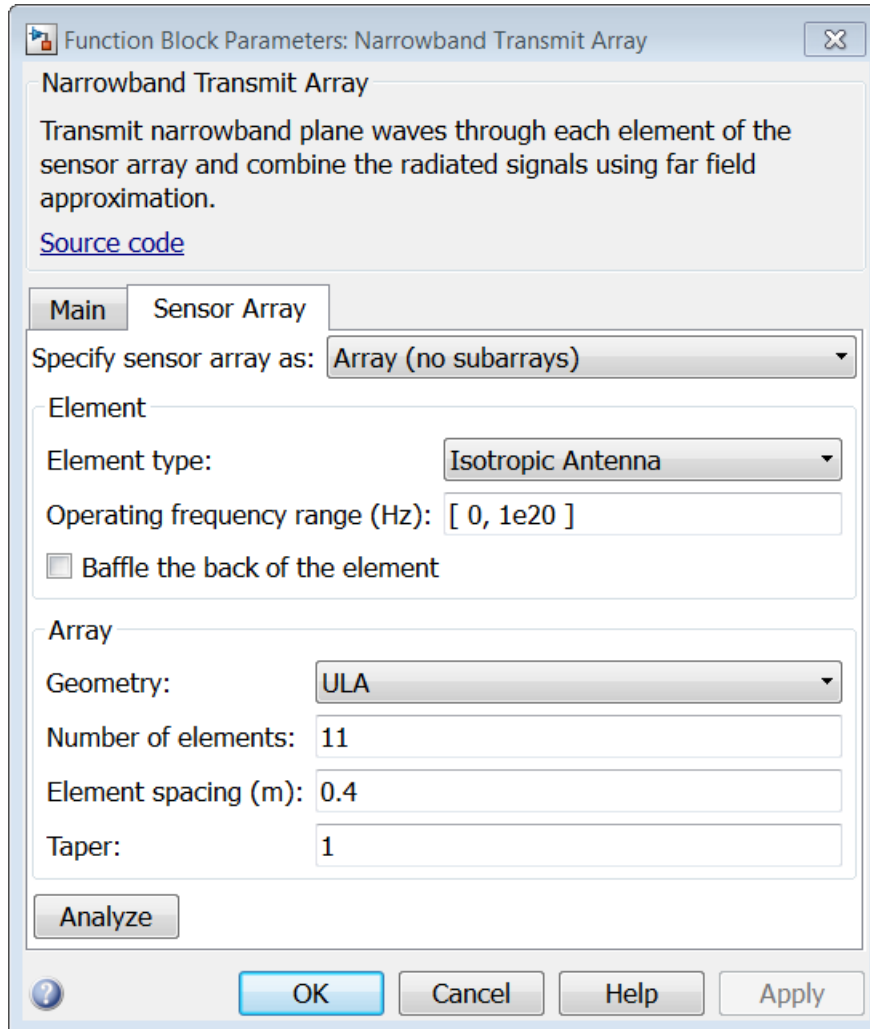 Function Block Parameters: Narrowband Transmit Array
Narrowband Transmit Array
Transmit narrowband plane waves through each element of the
sensor array and combine the radiated signals using far field
approximation.
Source code
Main Sensor Array
Specify sensor array as: Array (no subarrays)
Element
Element type: Isotropic Antenna
Operating frequency range (Hz): [ 0, 1e20 ]
Baffle the back of the element
Array
Geometry: ULA
Number of elements: 11
Element spacing (m): 0.4
Taper: 1
Analyze
? OK Cancel Help Apply